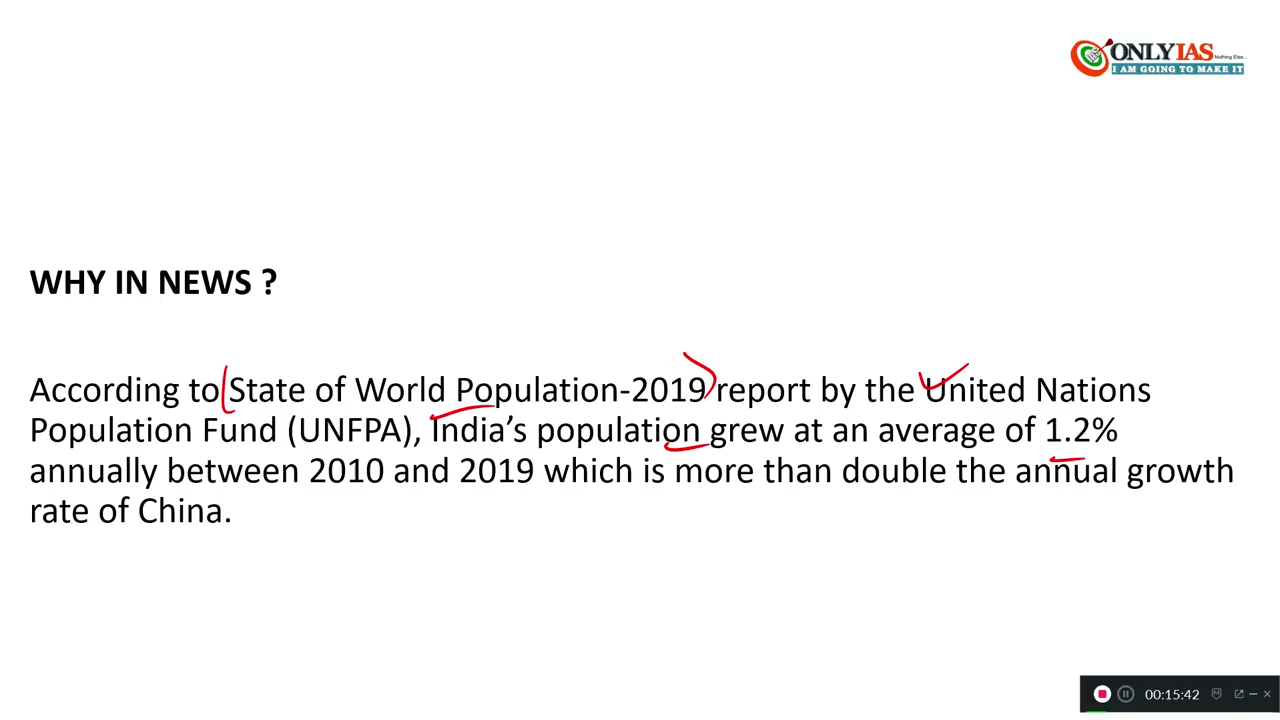 ONLYIAS
Nothing Else...
I AM GOING TO MAKE IT
WHY IN NEWS ?
According to State of World Population-2019 report by the United Nations
Population Fund (UNFPA), India’s population grew at an average of 1.2%
annually between 2010 and 2019 which is more than double the annual growth
rate of China.
00:15:42